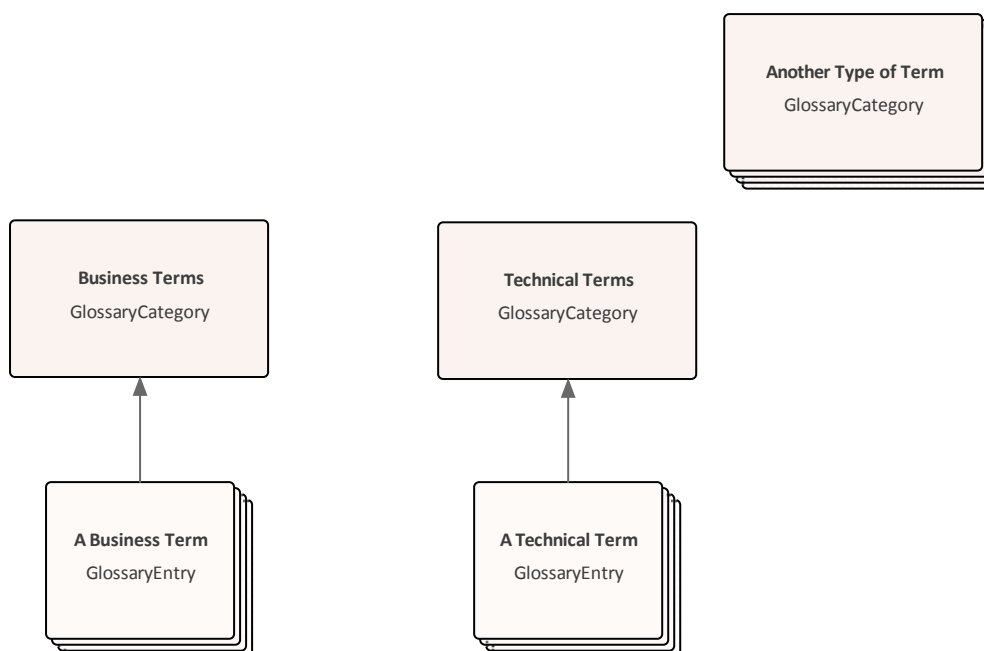 Another Type of Term
GlossaryCategory
Business Terms
GlossaryCategory
Technical Terms
GlossaryCategory
A Business Term
GlossaryEntry
A Technical Term
GlossaryEntry